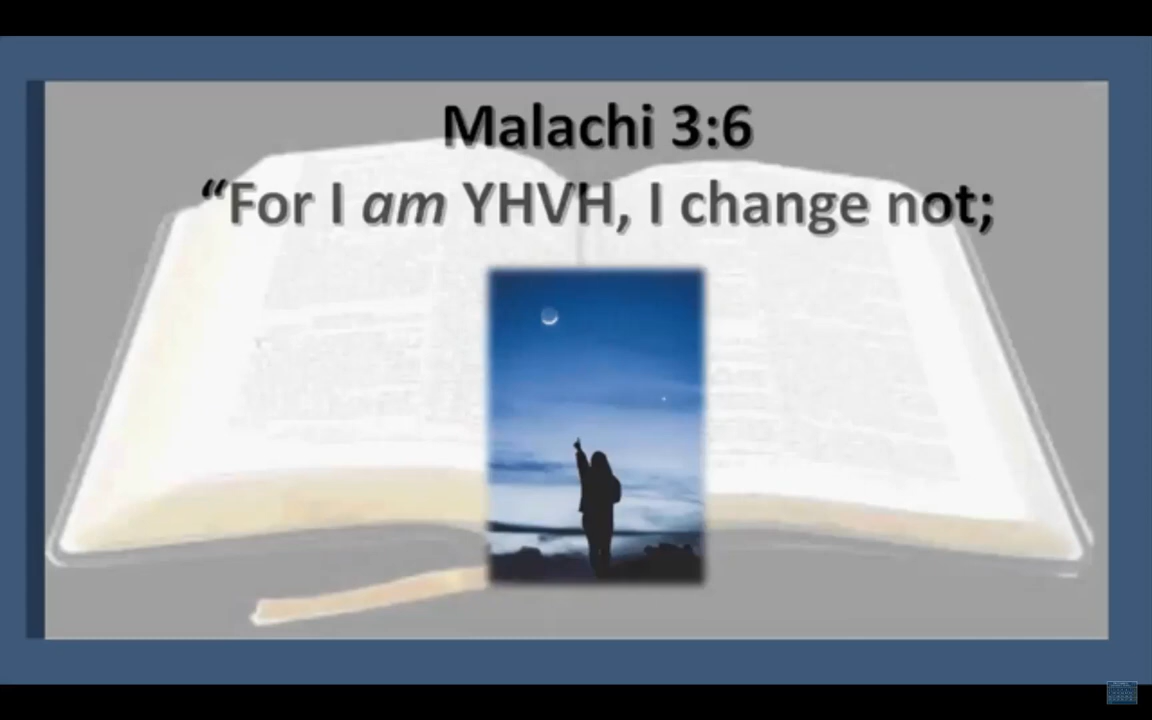 Malachi 3:6
“For I am YHVH, I change not;